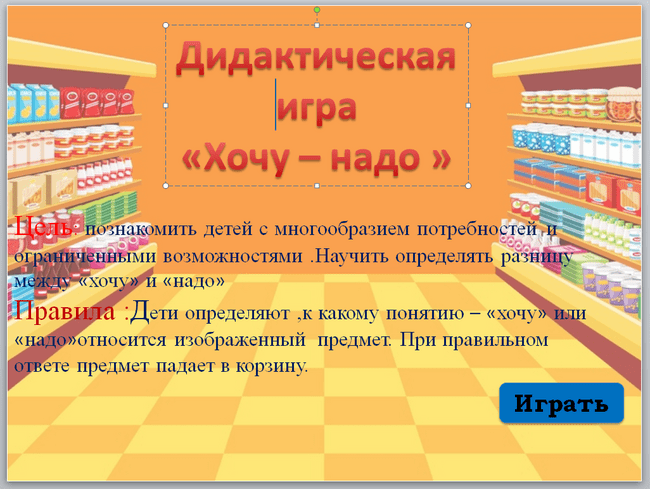 Дидактическая
игра
«Хочу – надо »
Цель: познакомить детей с многообразием потребностей и
ограниченными возможностями .Научить определять разницу
между «хочу» и «надо»
Правила :Дети определяют ,к какому понятию – «хочу» или
«надо»относится изображенный предмет. При правильном
ответе предмет падает в корзину.
Играть